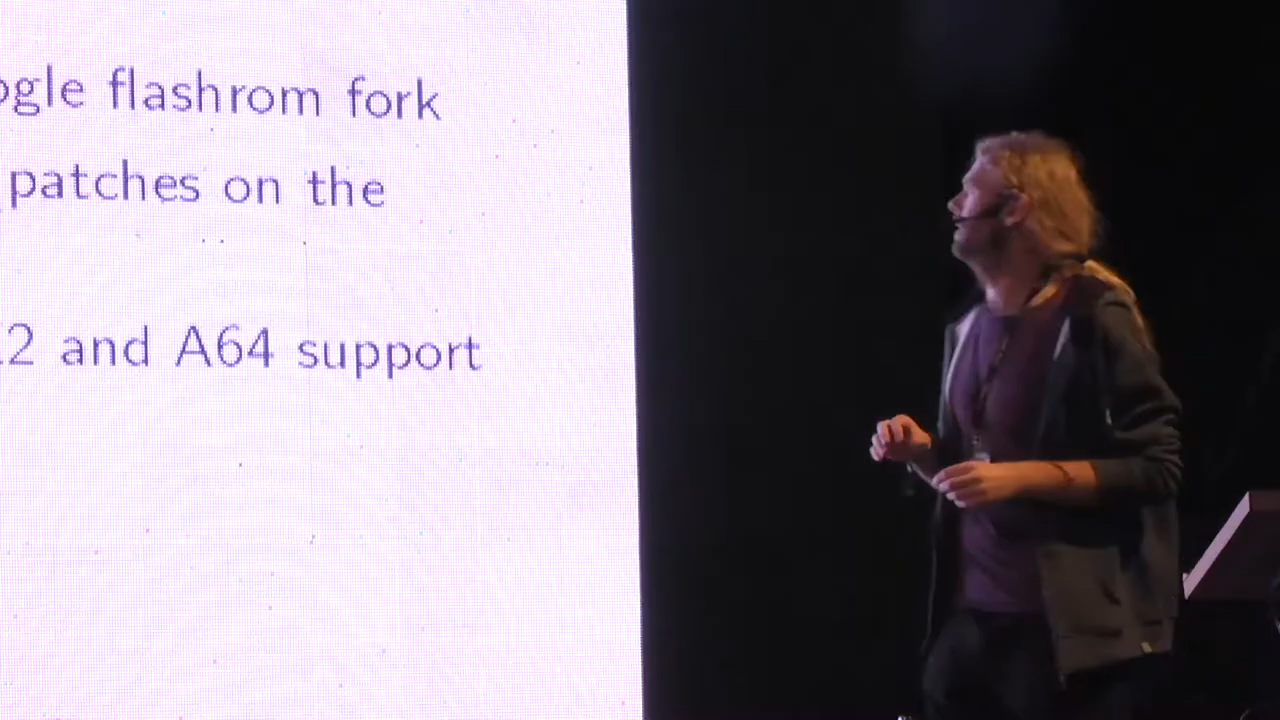 ogle flashrom fork
patches on the
2 and A64 support